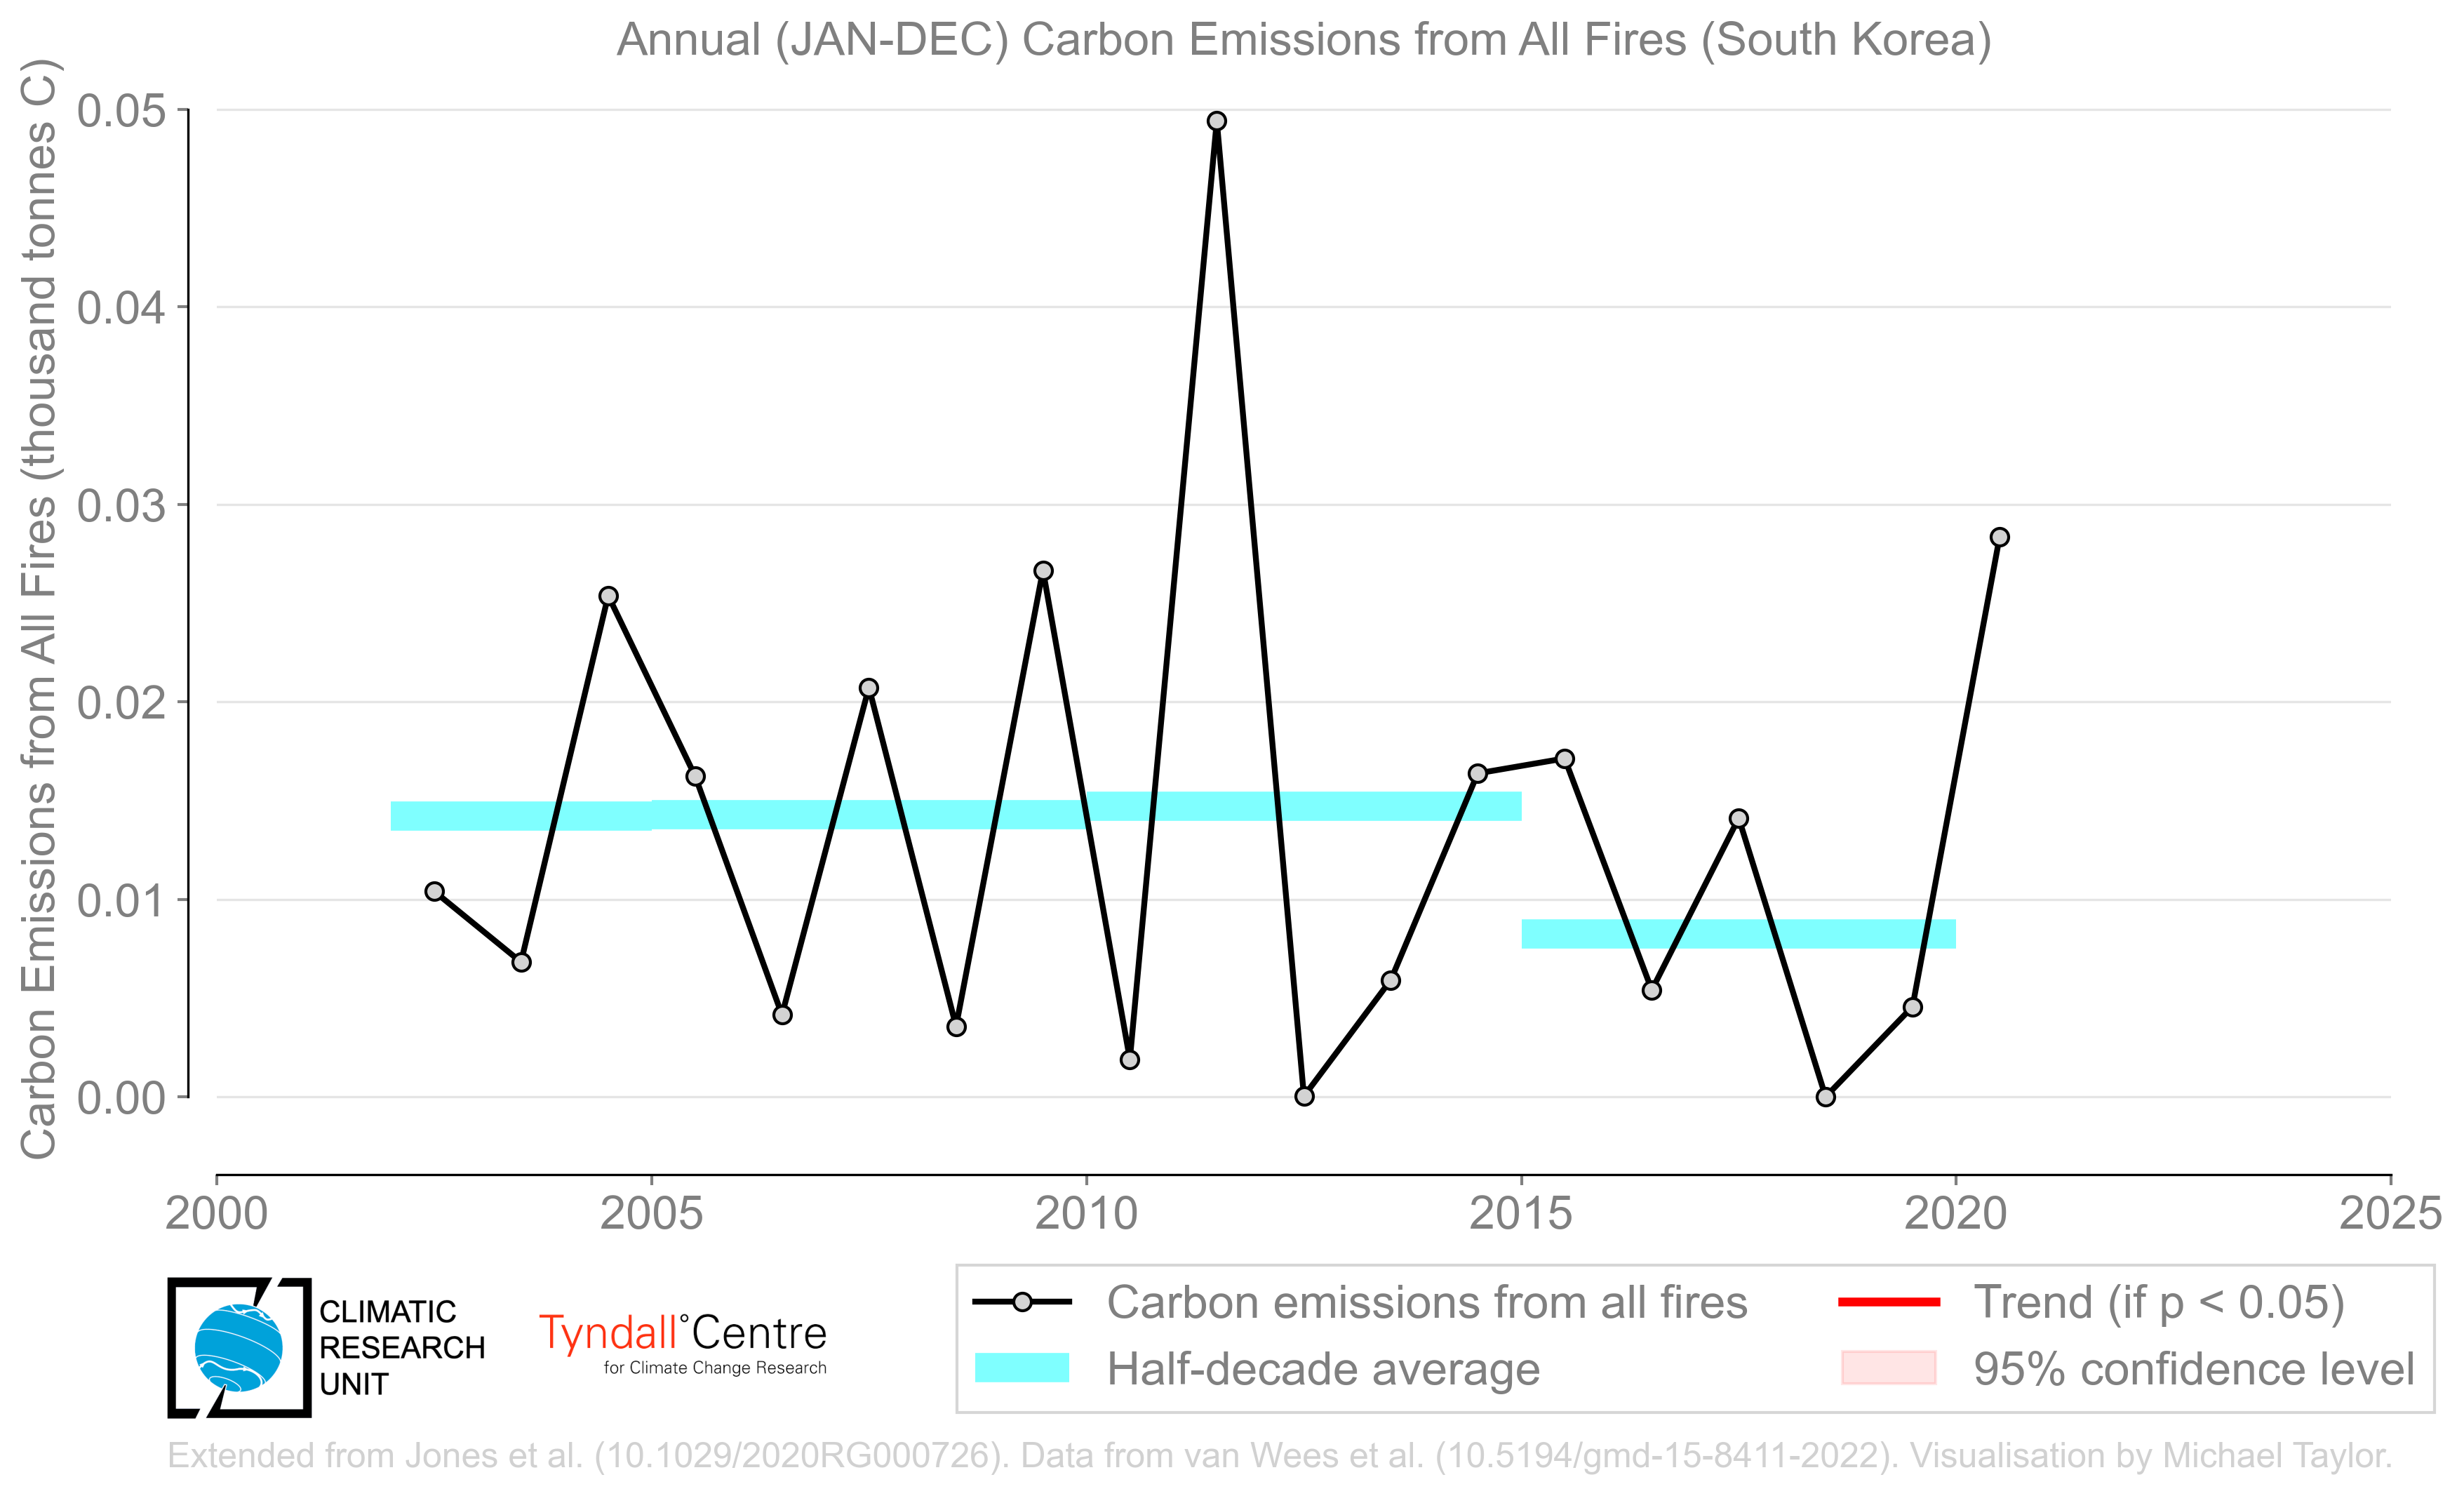 Annual (JAN-DEC) Carbon Emissions from All Fires (South Korea)
Carbon Emissions from All Fires (thousand tonnes C)
0.05
0.04
0.03
0.02
0.01
0.00
2000
2005
2010
2015
2020
2025
CLIMATIC
RESEARCH
UNIT
Tyndall°Centre
for Climate Change Research
Carbon emissions from all fires
Half-decade average
Trend (if p < 0.05)
95% confidence level
Extended from Jones et al. (10.1029/2020RG000726). Data from van Wees et al. (10.5194/gmd-15-8411-2022). Visualisation by Michael Taylor.